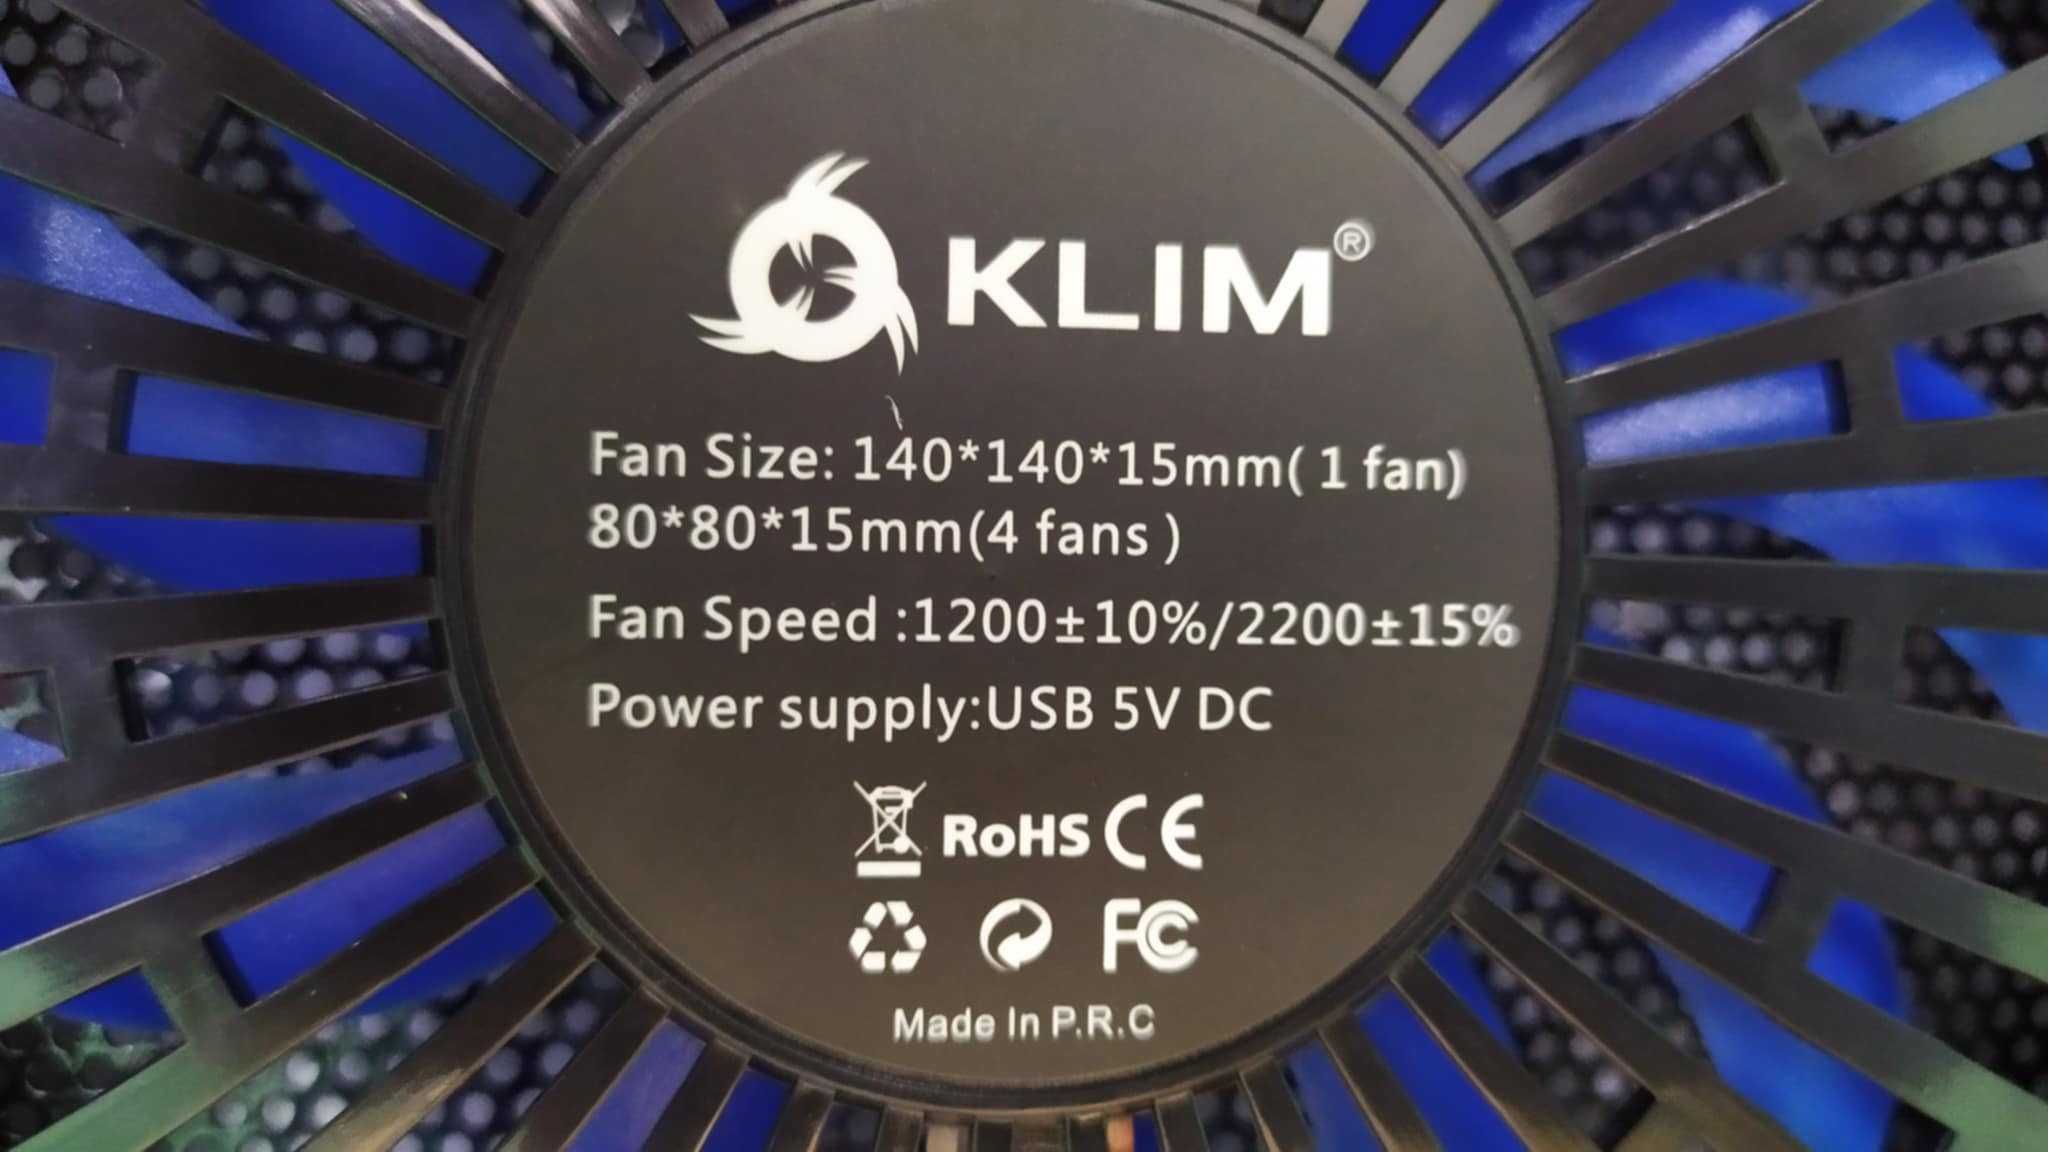 KLIM®
Fan Size: 140*140*15mm( 1 fan)
80*80*15mm(4 fans )
Fan Speed :1200±10%/2200±15%
Power supply:USB 5V DC
RoHS CE
FC
Made In P.R.C